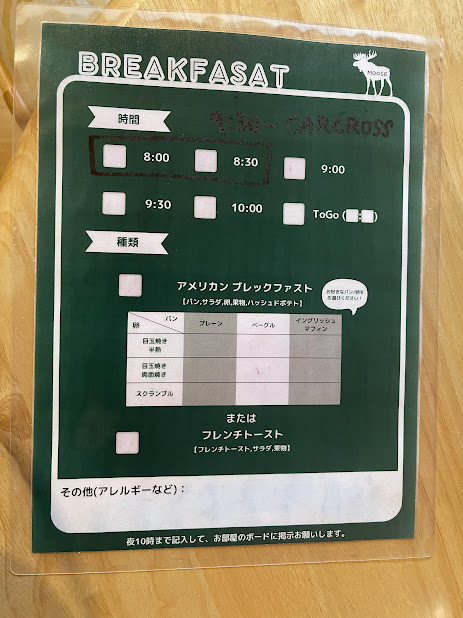 BREAKFASAT
MOOSE
時間
CARCROSS
8:00 8:30 9:00
9:30 10:00 ToGo ( : )
種類
アメリカン ブレックファスト
【パン,サラダ,卵,果物,ハッシュドポテト】
お好きなパン/卵を
お選びください!
パン
卵
プレーン ベーグル イングリッシュ
マフィン
目玉焼き
半熟
目玉焼き
両面焼き
スクランブル
または
フレンチトースト
【フレンチトースト,サラダ,果物】
その他(アレルギーなど):
夜10時まで記入して、お部屋のボードに掲示お願いします。